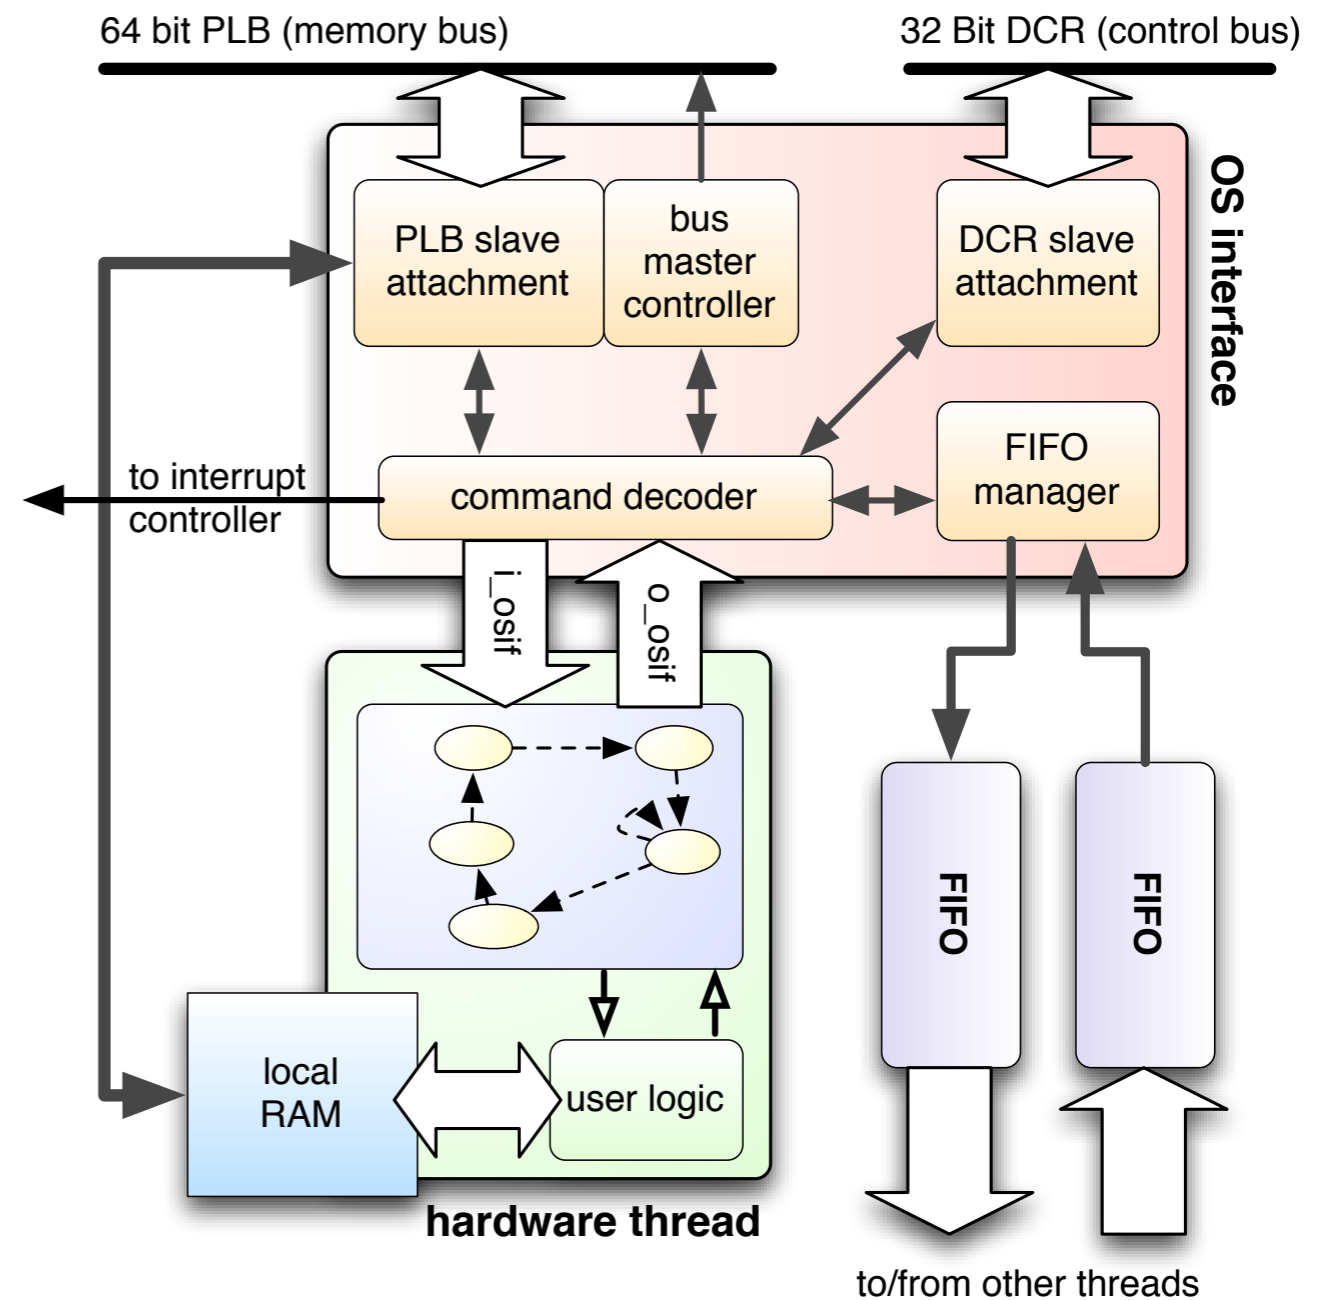 64 bit PLB (memory bus)
32 Bit DCR (control bus)
OS interface
PLB slave
attachment
bus
master
controller
DCR slave
attachment
FIFO
manager
to interrupt
controller
command decoder
i_osif
o_osif
FIFO
FIFO
local
RAM
user logic
hardware thread
to/from other threads